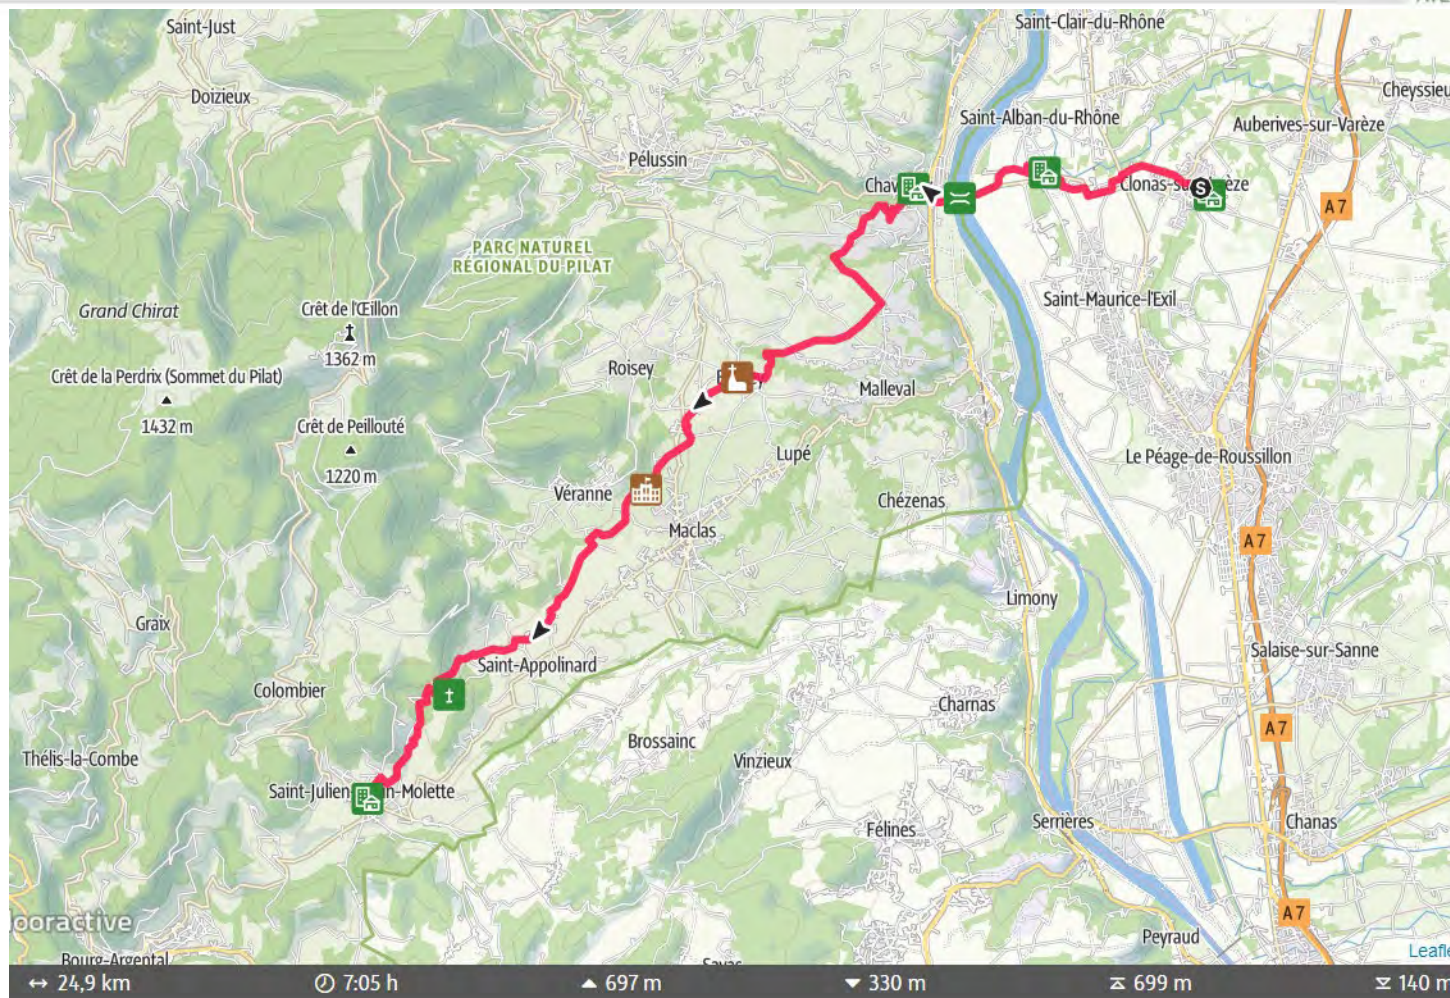 Saint-Just
Saint-Clair-du-Rhône
Doizieux
Cheyssieu
Saint-Alban-du-Rhône
Auberives-sur-Varèze
Pélussin
Chav
Clonas-su
èze
S
A 7
PARC NATUREL
RÉGIONAL DU PILAT
Grand Chirat
Crêt de l'Œillon
1362 m
Saint-Maurice-l'Exil
Roisey
Crêt de la Perdrix (Sommet du Pilat)
1432 m
Malleval
Crêt de Peillouté
1220 m
Lupé
Le Péage-de-Roussillon
Véranne
Chézenas
Maclas
A 7
Limony
Graix
Saint-Appolinard
Salaise-sur-Sanne
Colombier
Charnas
A 7
Brossainc
Vinzieux
Thélis-la-Combe
Saint-Julien
n-Molette
Félines
Serrières
Chanas
A 7
ooractive
Peyraud
Bourg-Argental
Savas
Leafle
24,9 km
7:05 h
697 m
330 m
699 m
140 m